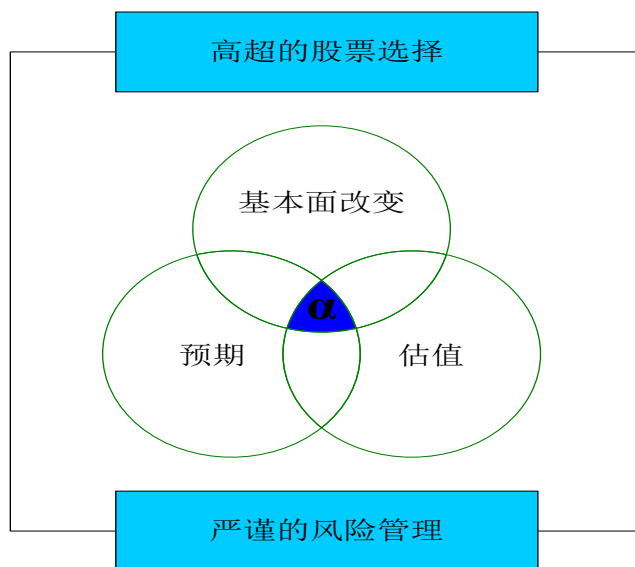 高超的股票选择
基本面改变
α
预期
估值
严谨的风险管理